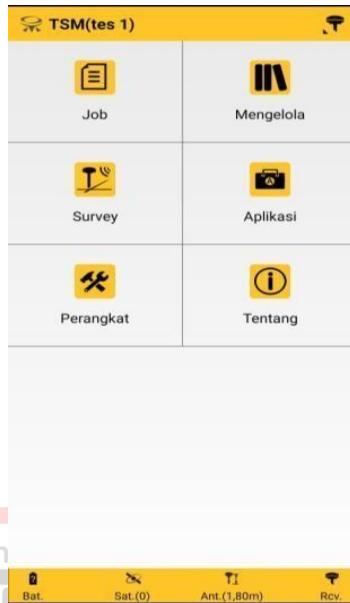 TSM(tes 1)
Job
Mengelola
Survey
Aplikasi
Perangkat
Tentang
Bat.
Sat.(0)
Ant.(1,80m)
Rcv.